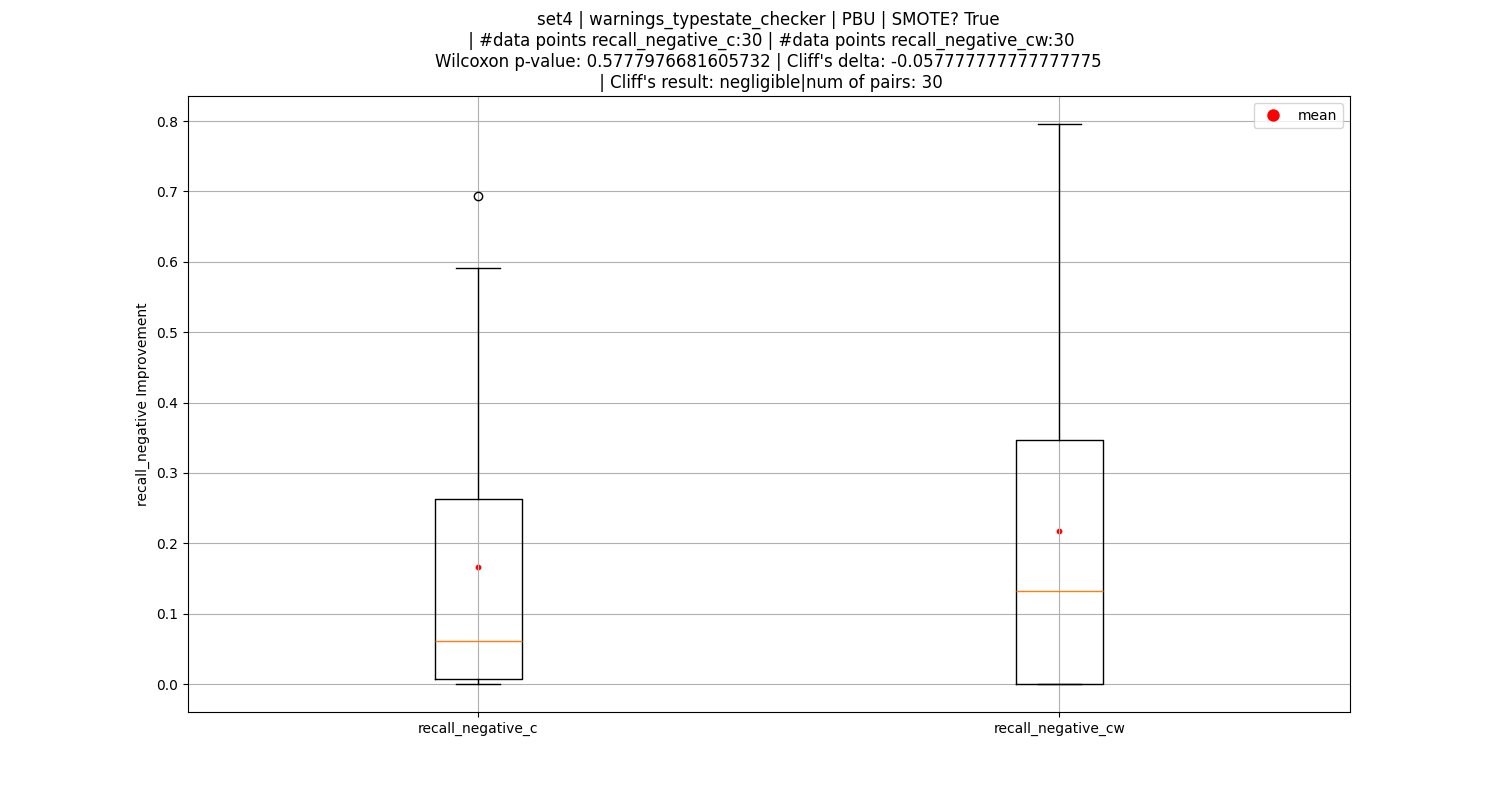 set4 | warnings_typestate_checker | PBU | SMOTE? True
| #data points recall_negative_c:30 | #data points recall_negative_cw:30
Wilcoxon p-value: 0.5777976681605732 | Cliff's delta: -0.057777777777777775
| Cliff's result: negligible|num of pairs: 30
mean
0.8
0.7
0.6
0.5
0.4
0.3
0.2
0.1
0.0
recall_negative Improvement
recall_negative_c
recall_negative_cw